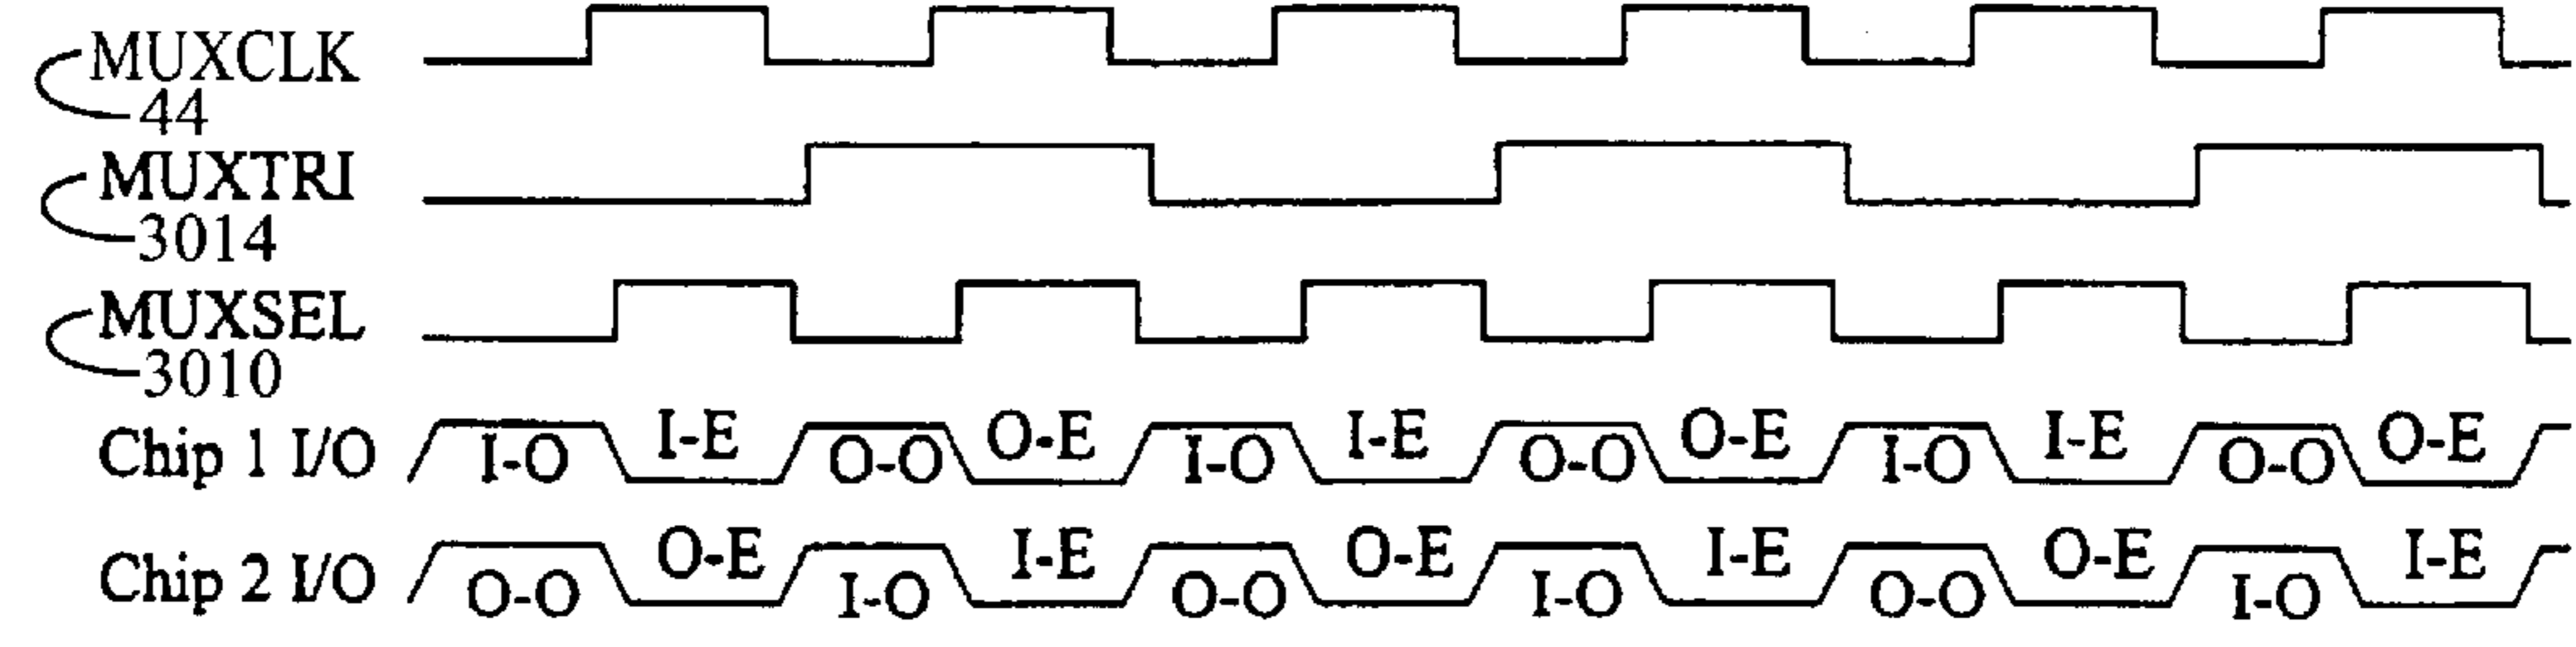 MUXCLK
44
MUXTRI
3014
MUXSEL
3010
Chip 1 I/O I-O I-E O-O O-E I-O I-E O-O O-E I-O I-E O-O O-E
Chip 2 I/O O-O O-E I-O I-E O-O O-E I-O I-E O-O O-E I-O I-E